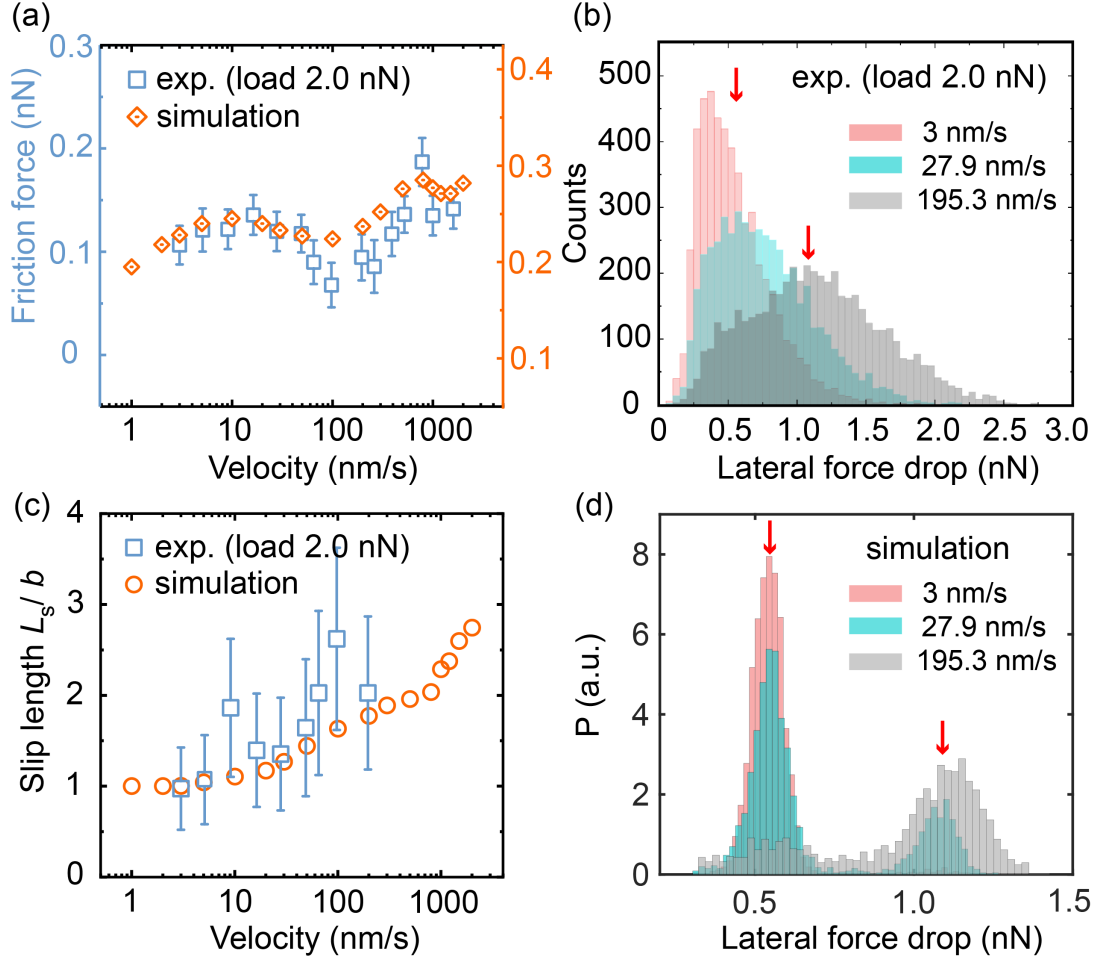 (a)
0.3
0.2
0.1
0
Friction force (nN)
exp. (load 2.0 nN)
simulation
0.4
0.3
0.2
0.1
1
10
100
1000
Velocity (nm/s)
(b)
500
400
300
200
100
0
Counts
exp. (load 2.0 nN)
3 nm/s
27.9 nm/s
195.3 nm/s
0
0.5
1.0
1.5
2.0
2.5
3.0
Lateral force drop (nN)
(c)
4
3
2
1
0
Slip length Ls/ b
exp. (load 2.0 nN)
simulation
1
10
100
1000
Velocity (nm/s)
(d)
8
6
4
2
0
P (a.u.)
simulation
3 nm/s
27.9 nm/s
195.3 nm/s
0.5
1.0
1.5
Lateral force drop (nN)